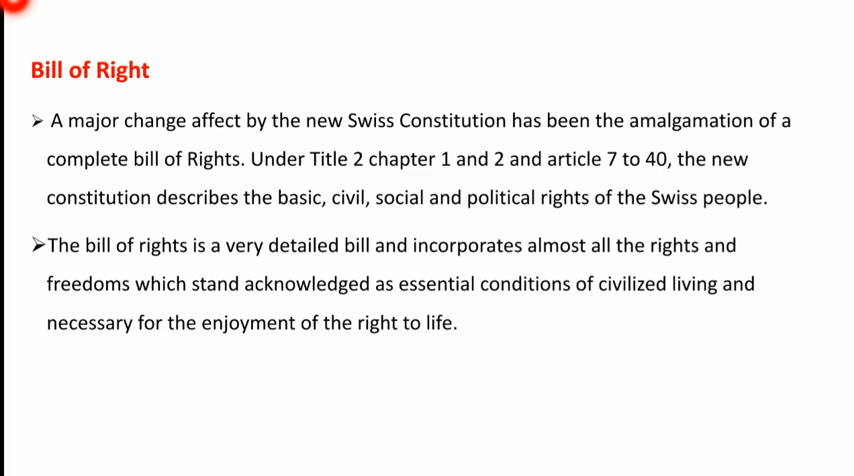 Bill of Right
➢ A major change affect by the new Swiss Constitution has been the amalgamation of a
complete bill of Rights. Under Title 2 chapter 1 and 2 and article 7 to 40, the new
constitution describes the basic, civil, social and political rights of the Swiss people.
➢The bill of rights is a very detailed bill and incorporates almost all the rights and
freedoms which stand acknowledged as essential conditions of civilized living and
necessary for the enjoyment of the right to life.